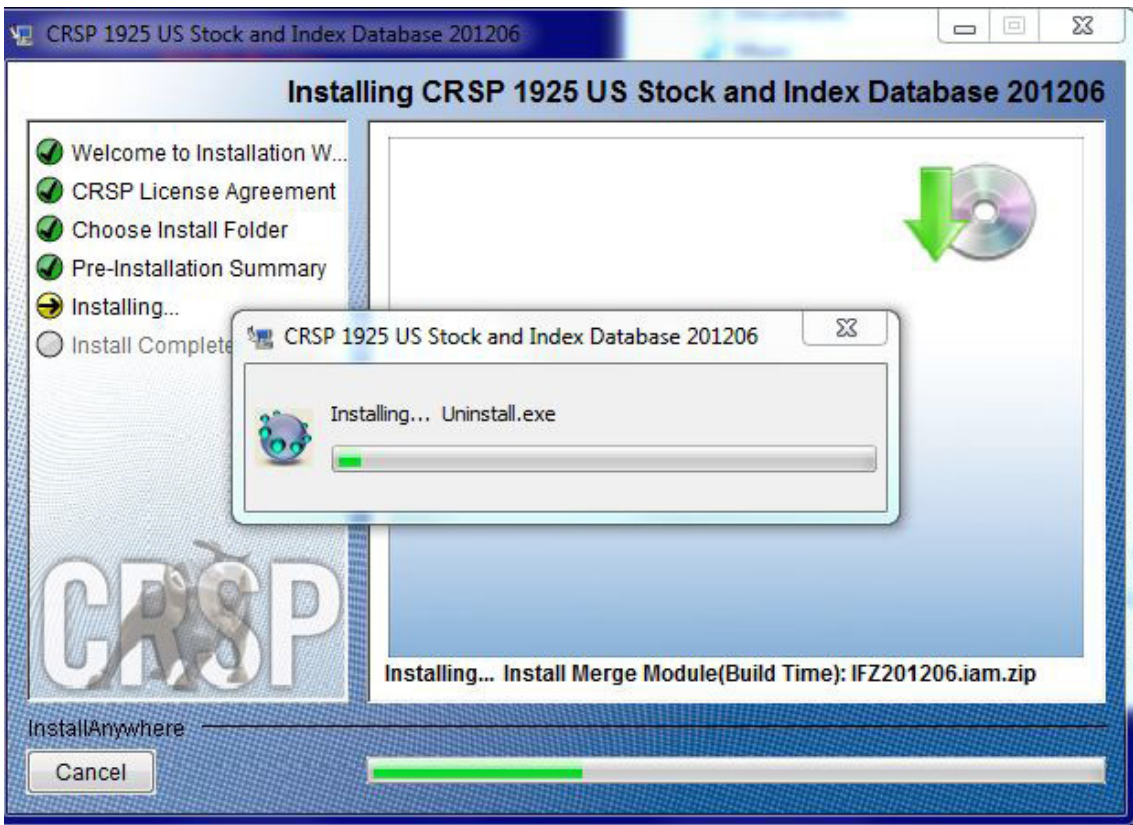 CRSP 1925 US Stock and Index Database 201206
Installing CRSP 1925 US Stock and Index Database 201206
Welcome to Installation W...
CRSP License Agreement
Choose Install Folder
Pre-Installation Summary
Installing...
Install Complete
CRSP 1925 US Stock and Index Database 201206
Installing... Uninstall.exe
CRSP
Installing... Install Merge Module(Build Time): IFZ201206.iam.zip
InstallAnywhere
Cancel